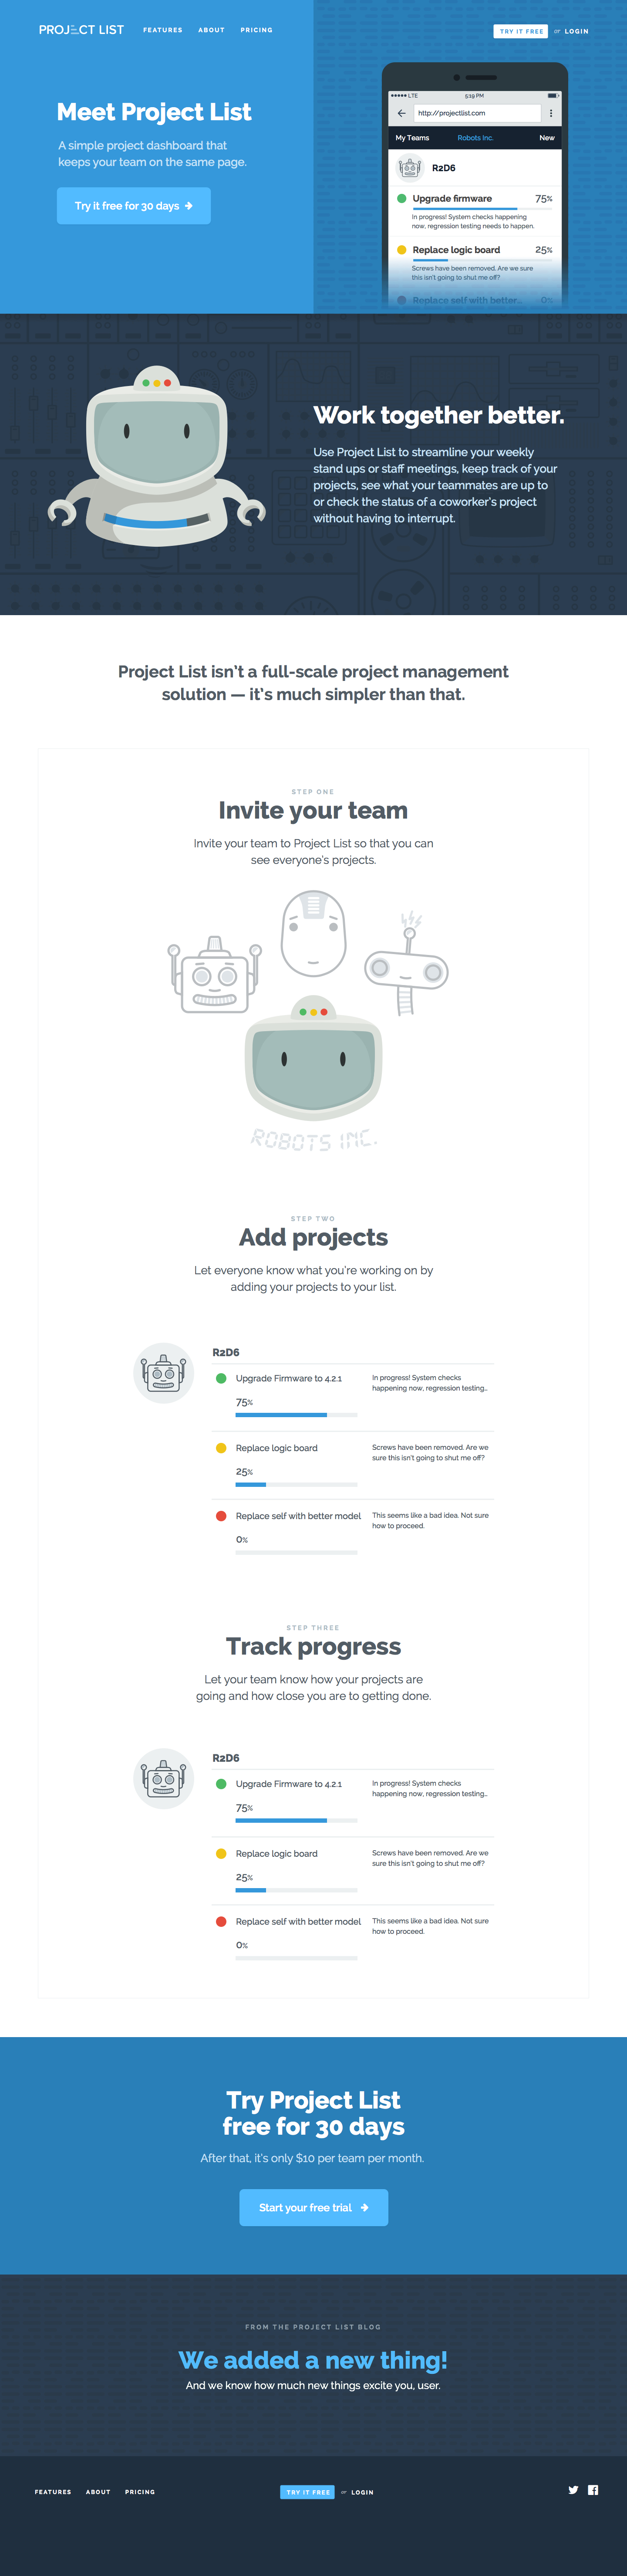 PROJECT LIST FEATURES ABOUT PRICING TRY IT FREE or LOGIN
Meet Project List
A simple project dashboard that
keeps your team on the same page.
Try it free for 30 days
LTE 5:19 PM
http://projectlist.com
My Teams Robots Inc. New
R2D6
Upgrade firmware 75%
In progress! System checks happening
now, regression testing needs to happen.
Replace logic board 25%
Screws have been removed. Are we sure
this isn't going to shut me off?
Replace self with better... 0%
Work together better.
Use Project List to streamline your weekly
stand ups or staff meetings, keep track of your
projects, see what your teammates are up to
or check the status of a coworker's project
without having to interrupt.
Project List isn't a full-scale project management
solution — it's much simpler than that.
STEP ONE
Invite your team
Invite your team to Project List so that you can
see everyone's projects.
ROBOTS INC.
STEP TWO
Add projects
Let everyone know what you're working on by
adding your projects to your list.
R2D6
Upgrade Firmware to 4.2.1
75%
In progress! System checks
happening now, regression testing...
Replace logic board
25%
Screws have been removed. Are we
sure this isn't going to shut me off?
Replace self with better model
0%
This seems like a bad idea. Not sure
how to proceed.
STEP THREE
Track progress
Let your team know how your projects are
going and how close you are to getting done.
R2D6
Upgrade Firmware to 4.2.1
75%
In progress! System checks
happening now, regression testing...
Replace logic board
25%
Screws have been removed. Are we
sure this isn't going to shut me off?
Replace self with better model
0%
This seems like a bad idea. Not sure
how to proceed.
Try Project List
free for 30 days
After that, it's only $10 per team per month.
Start your free trial
FROM THE PROJECT LIST BLOG
We added a new thing!
And we know how much new things excite you, user.
FEATURES ABOUT PRICING TRY IT FREE or LOGIN